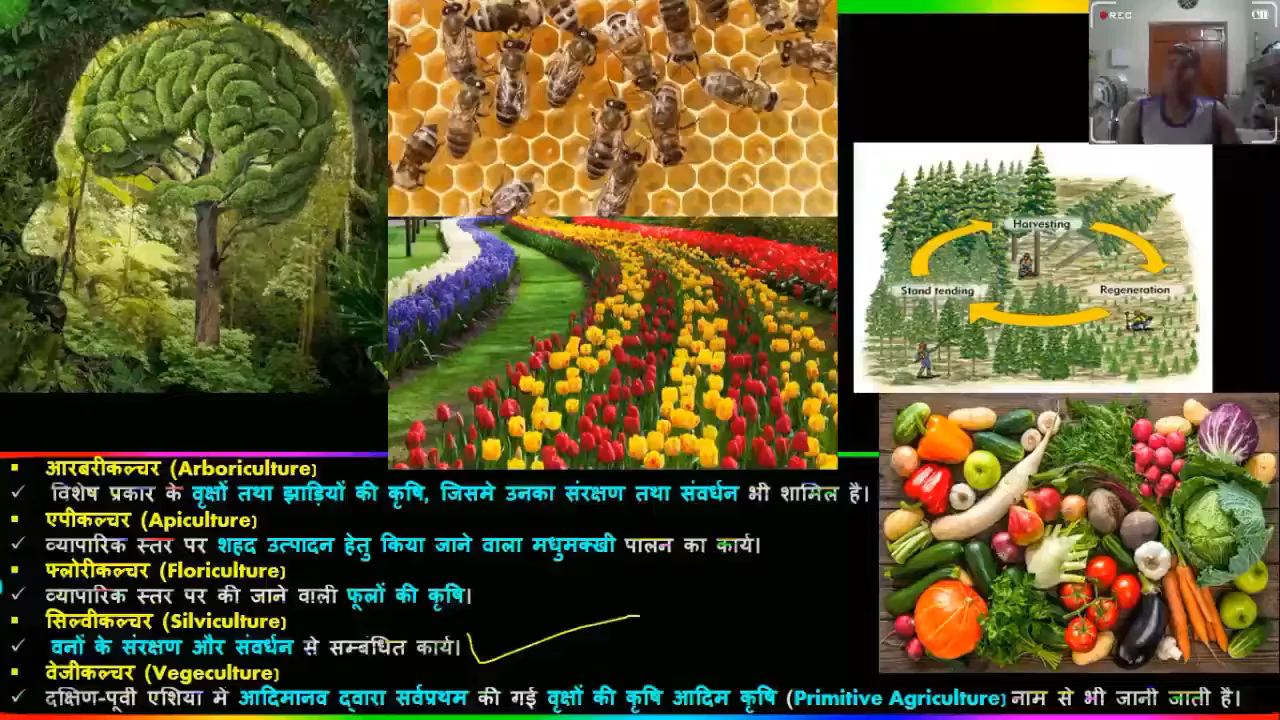 REC
Harvesting
Stand tending
Regeneration
आरबरीकल्चर (Arboriculture)
विशेष प्रकार के वृक्षों तथा झाड़ियों की कृषि, जिसमे उनका संरक्षण तथा संवर्धन भी शामिल है।
एपीकल्चर (Apiculture)
व्यापारिक स्तर पर शहद उत्पादन हेतु किया जाने वाला मधुमक्खी पालन का कार्य।
फ्लोरीकल्चर (Floriculture)
व्यापारिक स्तर पर की जाने वाली फूलों की कृषि।
सिल्वीकल्चर (Silviculture)
वनों के संरक्षण और संवर्धन से सम्बंधित कार्य।
वेजीकल्चर (Vegeculture)
दक्षिण-पूर्वी एशिया में आदिमानव द्वारा सर्वप्रथम की गई वृक्षों की कृषि आदिम कृषि (Primitive Agriculture) नाम से भी जानी जाती है।